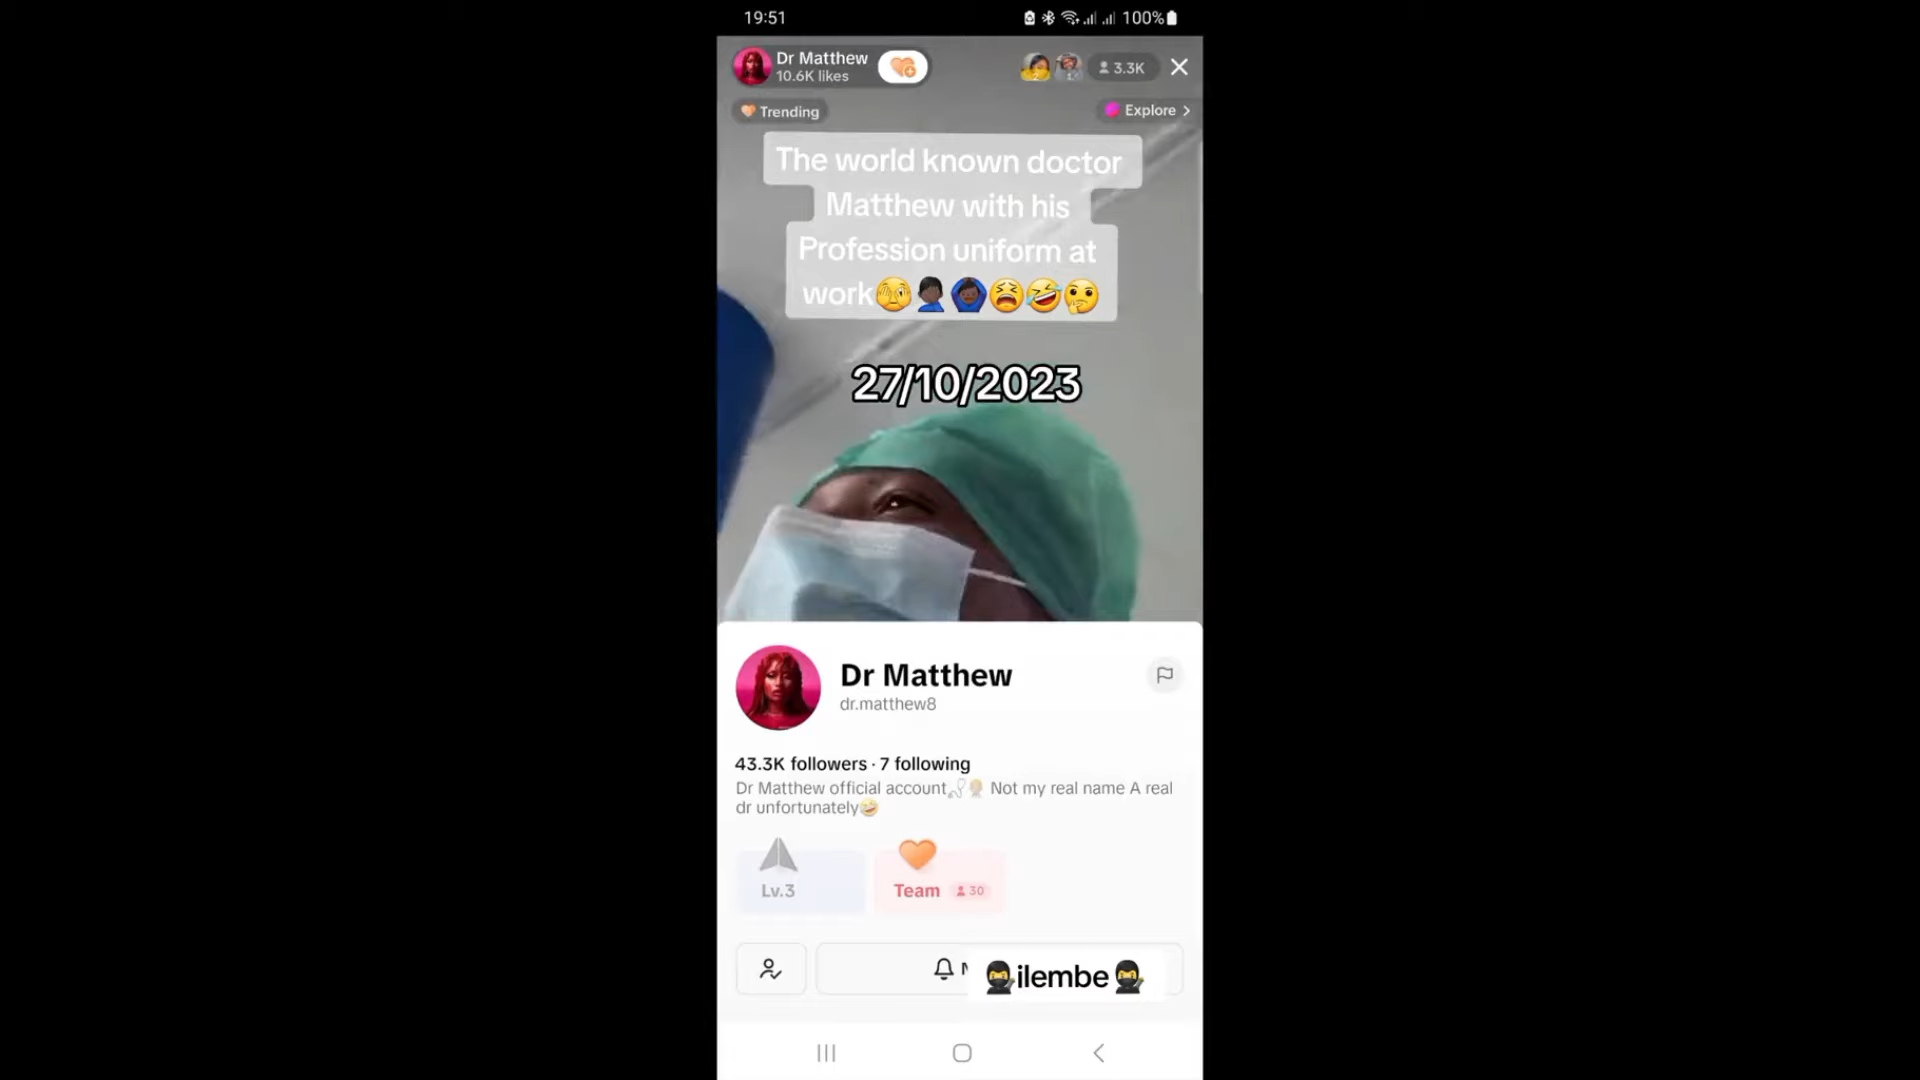 19:51
100%
Dr Matthew
10.6K likes
3.3K
Trending
Explore
The world known doctor
Matthew with his
Profession uniform at
work🫣🤦🏿‍♂️🙆🏿‍♂️😩🤣🤔
27/10/2023
Dr Matthew
dr.matthew8
43.3K followers · 7 following
Dr Matthew official account🩺👨🏼‍⚕️ Not my real name A real
dr unfortunately🤣
Lv.3
Team
30
🥷ilembe🥷